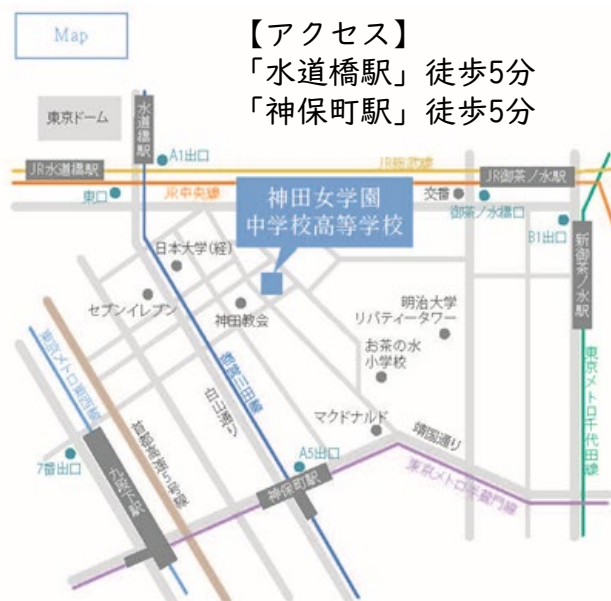 Map
【アクセス】
「水道橋駅」徒歩5分
「神保町駅」徒歩5分
東京ドーム
水道橋駅
A1出口
JR水道橋駅
JR総武線
JR御茶ノ水駅
東口
JR中央線
交番
御茶ノ水橋口
B1出口
新御茶ノ水駅
神田女学園
中学校高等学校
日本大学(経)
セブンイレブン
神田教会
明治大学
リバティータワー
お茶の水
小学校
マクドナルド
靖国通り
白山通り
都営三田線
首都高速5号線
東京メトロ千代田線
東京メトロ半蔵門線
A5出口
神保町駅
7番出口
九段下駅